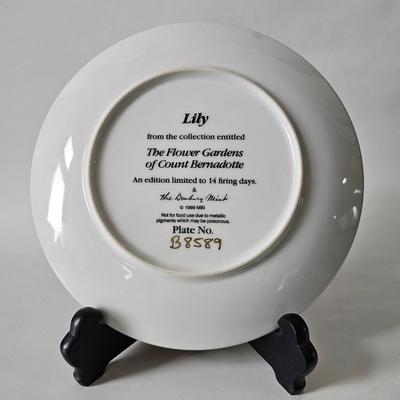 Lily
from the collection entitled
The Flower Gardens
of Count Bernadotte
An edition limited to 14 firing days.
&
the Danbury Mint
© 1989 MBI
Not for food use due to metallic
pigments which may be poisonous.
Plate No.
B8589